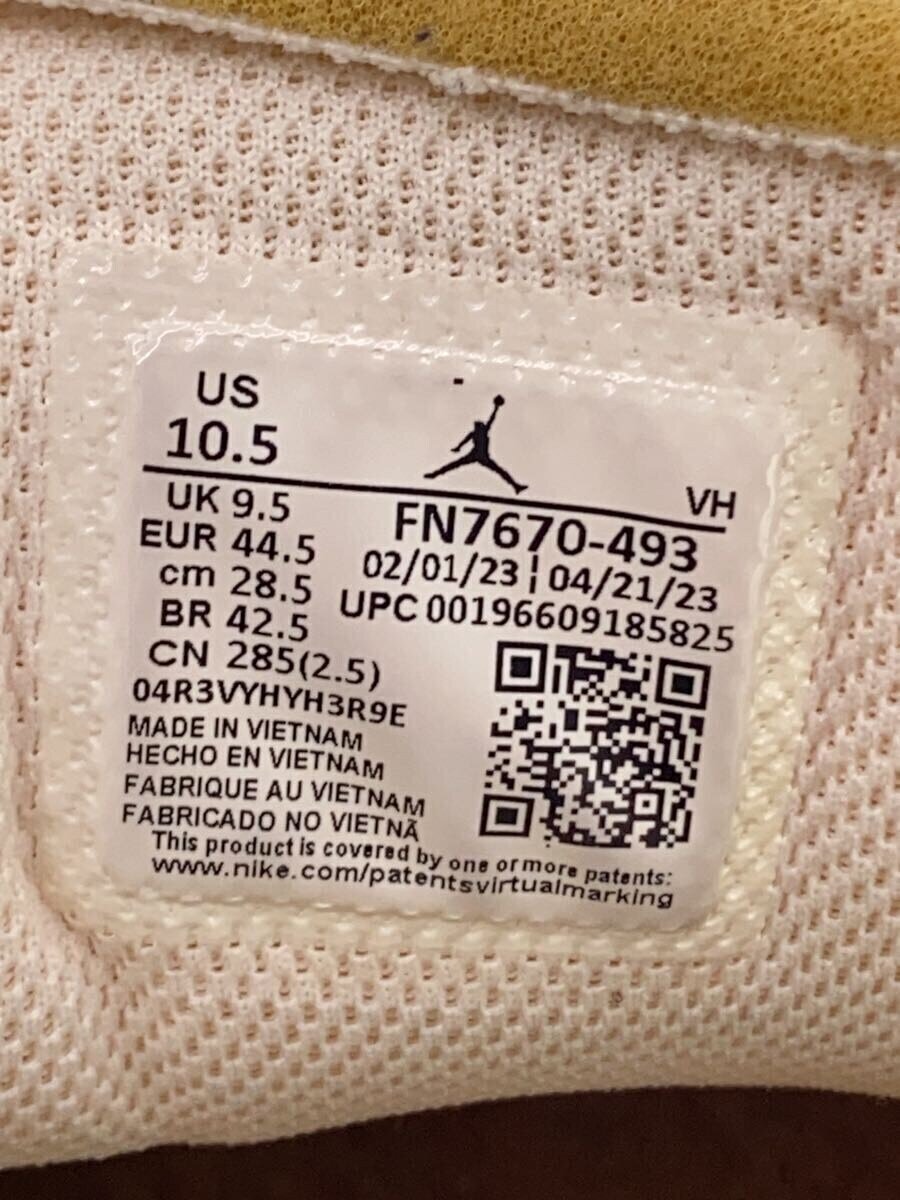 US
10.5
VH
UK 9.5
EUR 44.5
cm 28.5
BR 42.5
CN 285(2.5)
FN7670-493
02/01/23 ¦ 04/21/23
UPC 00196609185825
04R3VYHYH3R9E
MADE IN VIETNAM
HECHO EN VIETNAM
FABRIQUE AU VIETNAM
FABRICADO NO VIETNÃ
This product is covered by one or more patents:
www.nike.com/patentsvirtualmarking